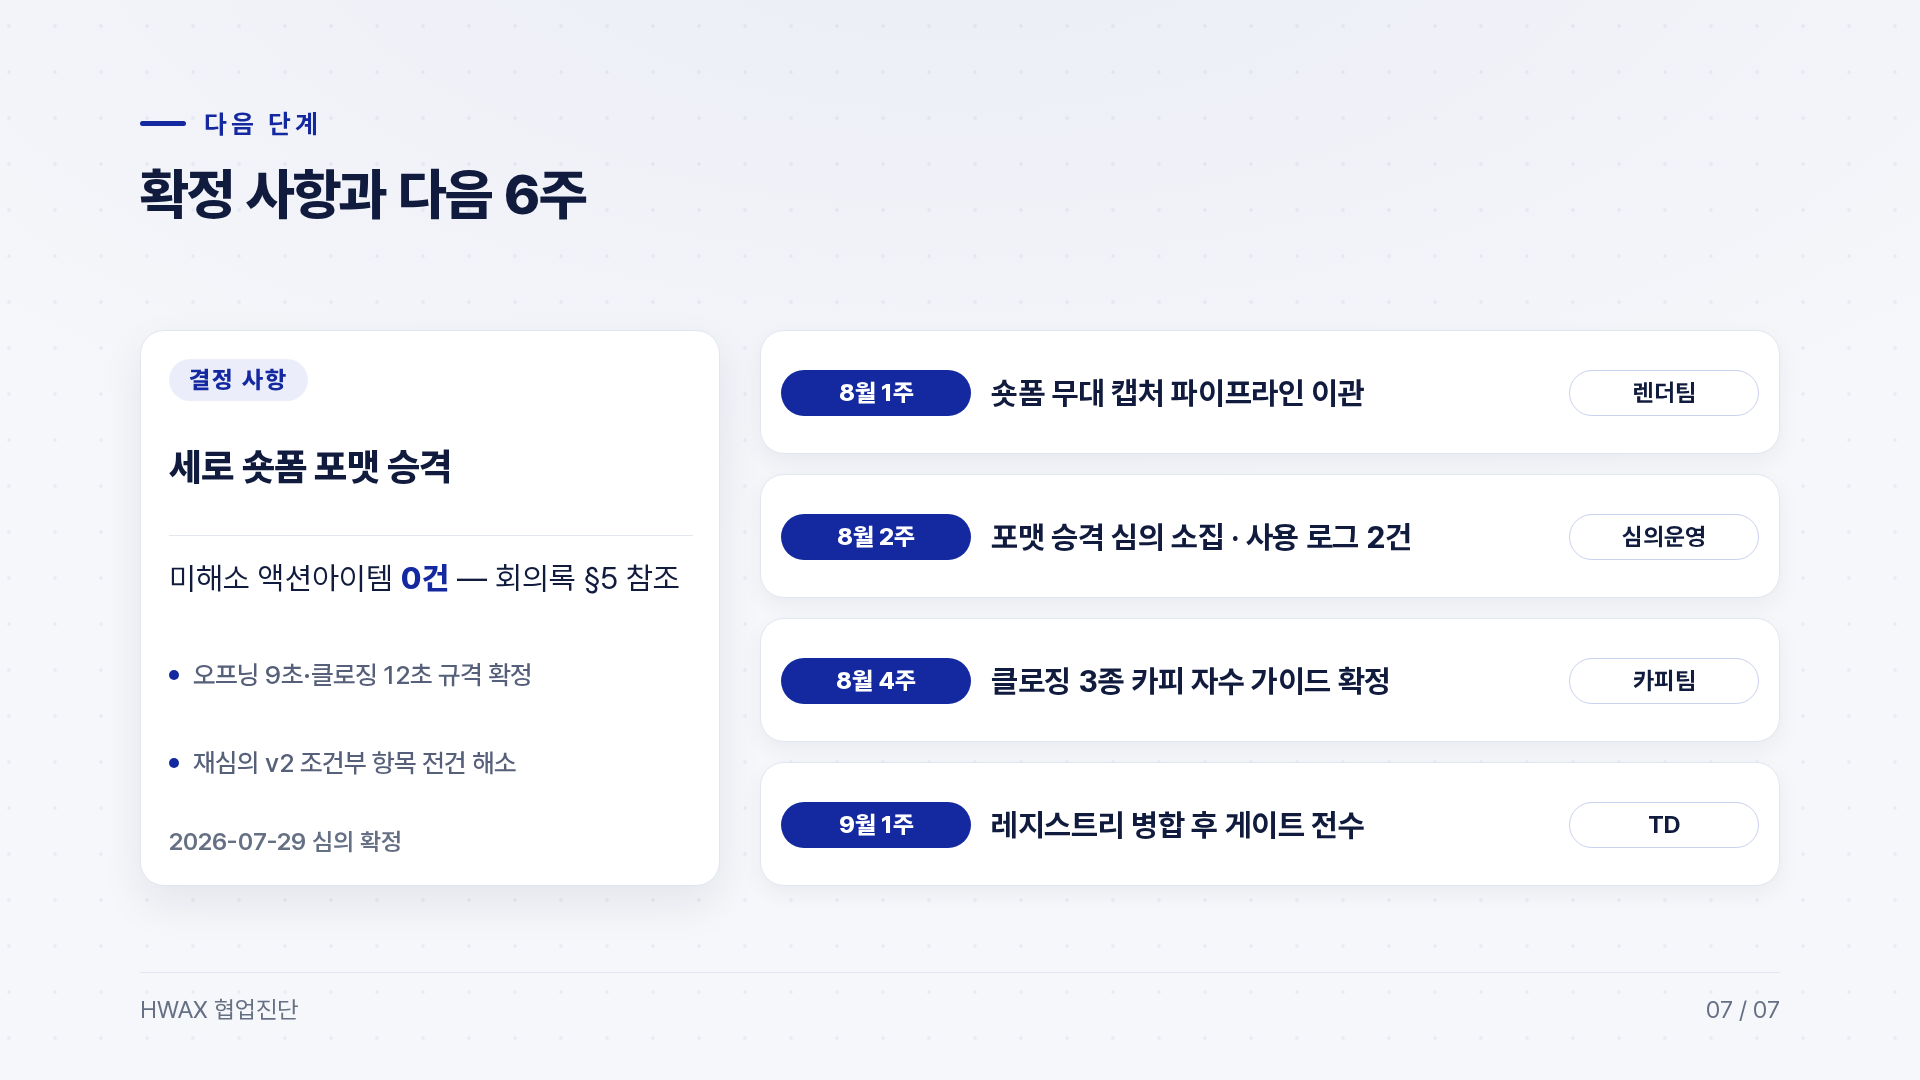 다음 단계
확정 사항과 다음 6주
결정 사항
세로 숏폼 포맷 승격
미해소 액션아이템 0건 — 회의록 §5 참조
오프닝 9초·클로징 12초 규격 확정
재심의 v2 조건부 항목 전건 해소
2026-07-29 심의 확정
8월 1주 숏폼 무대 캡처 파이프라인 이관 렌더팀
8월 2주 포맷 승격 심의 소집 · 사용 로그 2건 심의운영
8월 4주 클로징 3종 카피 자수 가이드 확정 카피팀
9월 1주 레지스트리 병합 후 게이트 전수 TD
HWAX 협업진단
07 / 07